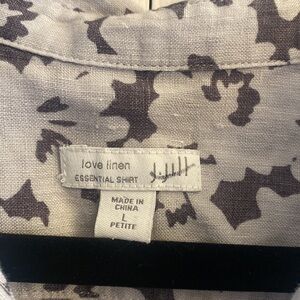 love linen
ESSENTIAL SHIRT
MADE IN
CHINA
L
PETITE